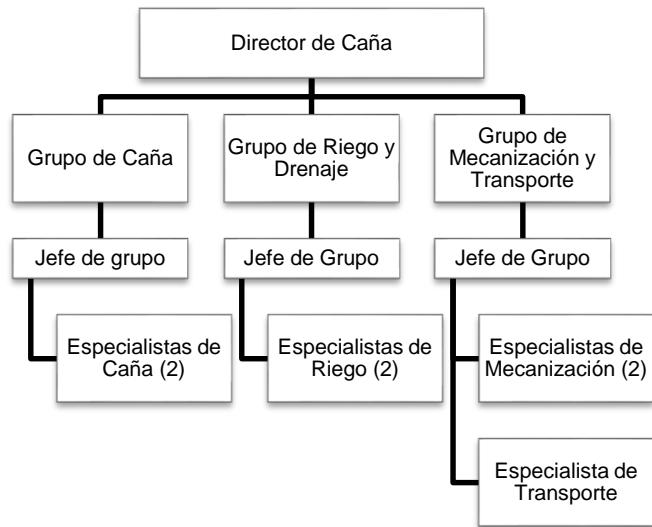 Director de Caña
Grupo de Caña
Grupo de Riego y
Drenaje
Grupo de
Mecanización y
Transporte
Jefe de grupo
Jefe de Grupo
Jefe de Grupo
Especialistas de
Caña (2)
Especialistas de
Riego (2)
Especialistas de
Mecanización (2)
Especialista de
Transporte